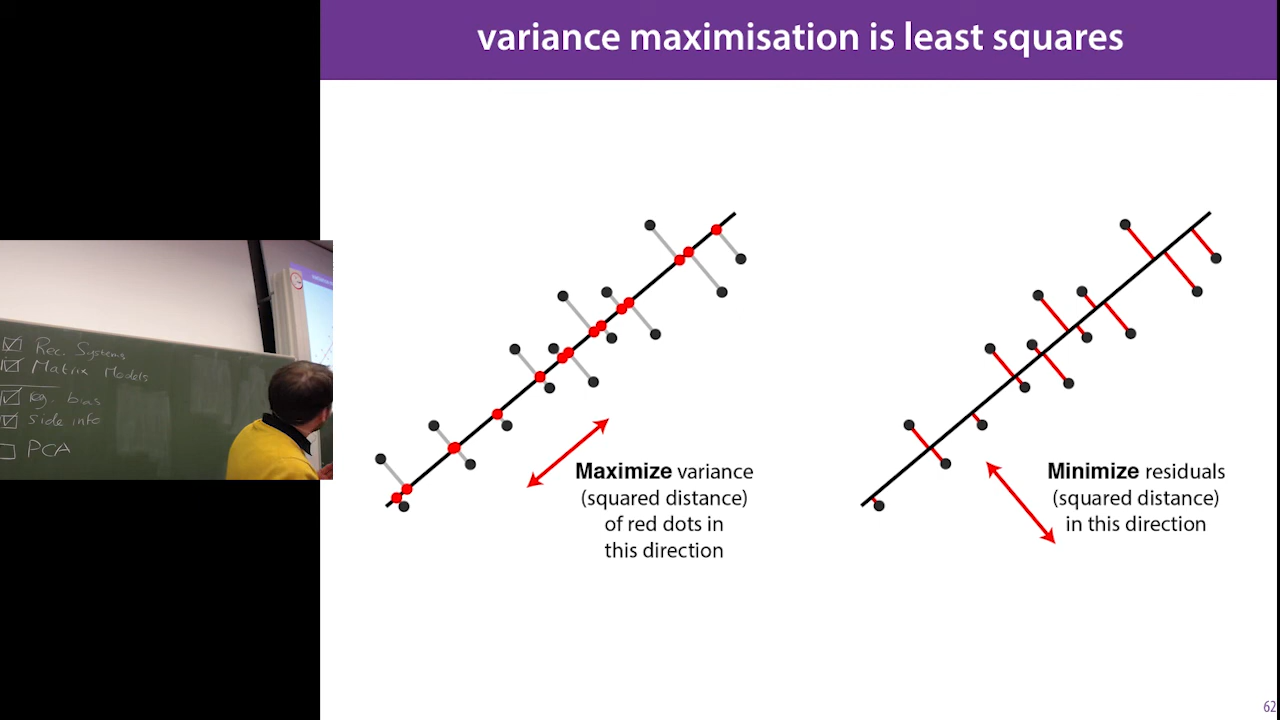 variance maximisation is least squares
Rec. Systems
Matrix Models
reg. bias
side info
PCA
Maximize variance
(squared distance)
of red dots in
this direction
Minimize residuals
(squared distance)
in this direction
62